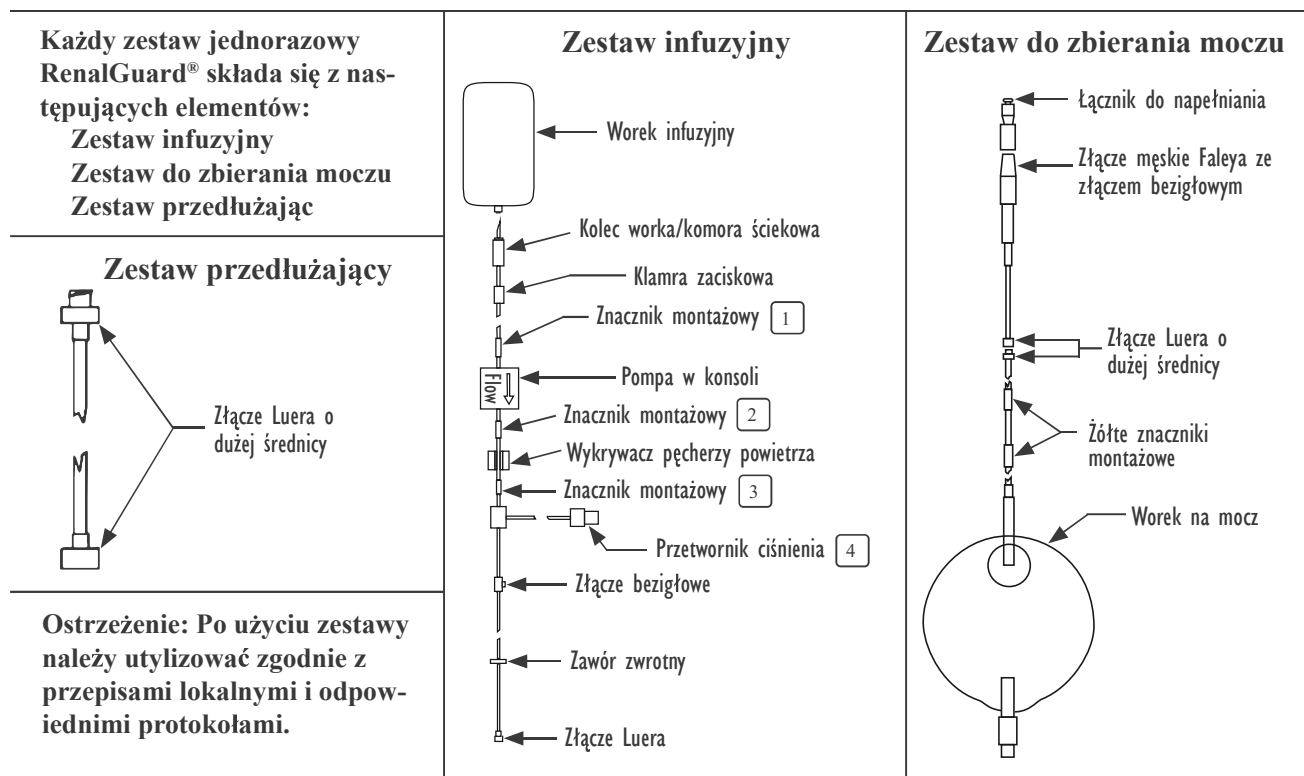 Każdy zestaw jednorazowy
RenalGuard® składa się z nas-
tępujących elementów:
Zestaw infuzyjny
Zestaw do zbierania moczu
Zestaw przedłużając
Zestaw przedłużający
Złącze Luera o
dużej średnicy
Ostrzeżenie: Po użyciu zestawy
należy utylizować zgodnie z
przepisami lokalnymi i odpow-
iednimi protokołami.
Zestaw infuzyjny
Worek infuzyjny
Kolec worka/komora ściekowa
Klamra zaciskowa
Znacznik montażowy 1
Flow
Pompa w konsoli
Znacznik montażowy 2
Wykrywacz pęcherzy powietrza
Znacznik montażowy 3
Przetwornik ciśnienia 4
Złącze bezigłowe
Zawór zwrotny
Złącze Luera
Zestaw do zbierania moczu
Łącznik do napełniania
Złącze męskie Faleya ze
złączem bezigłowym
Złącze Luera o
dużej średnicy
Żółte znaczniki
montażowe
Worek na mocz